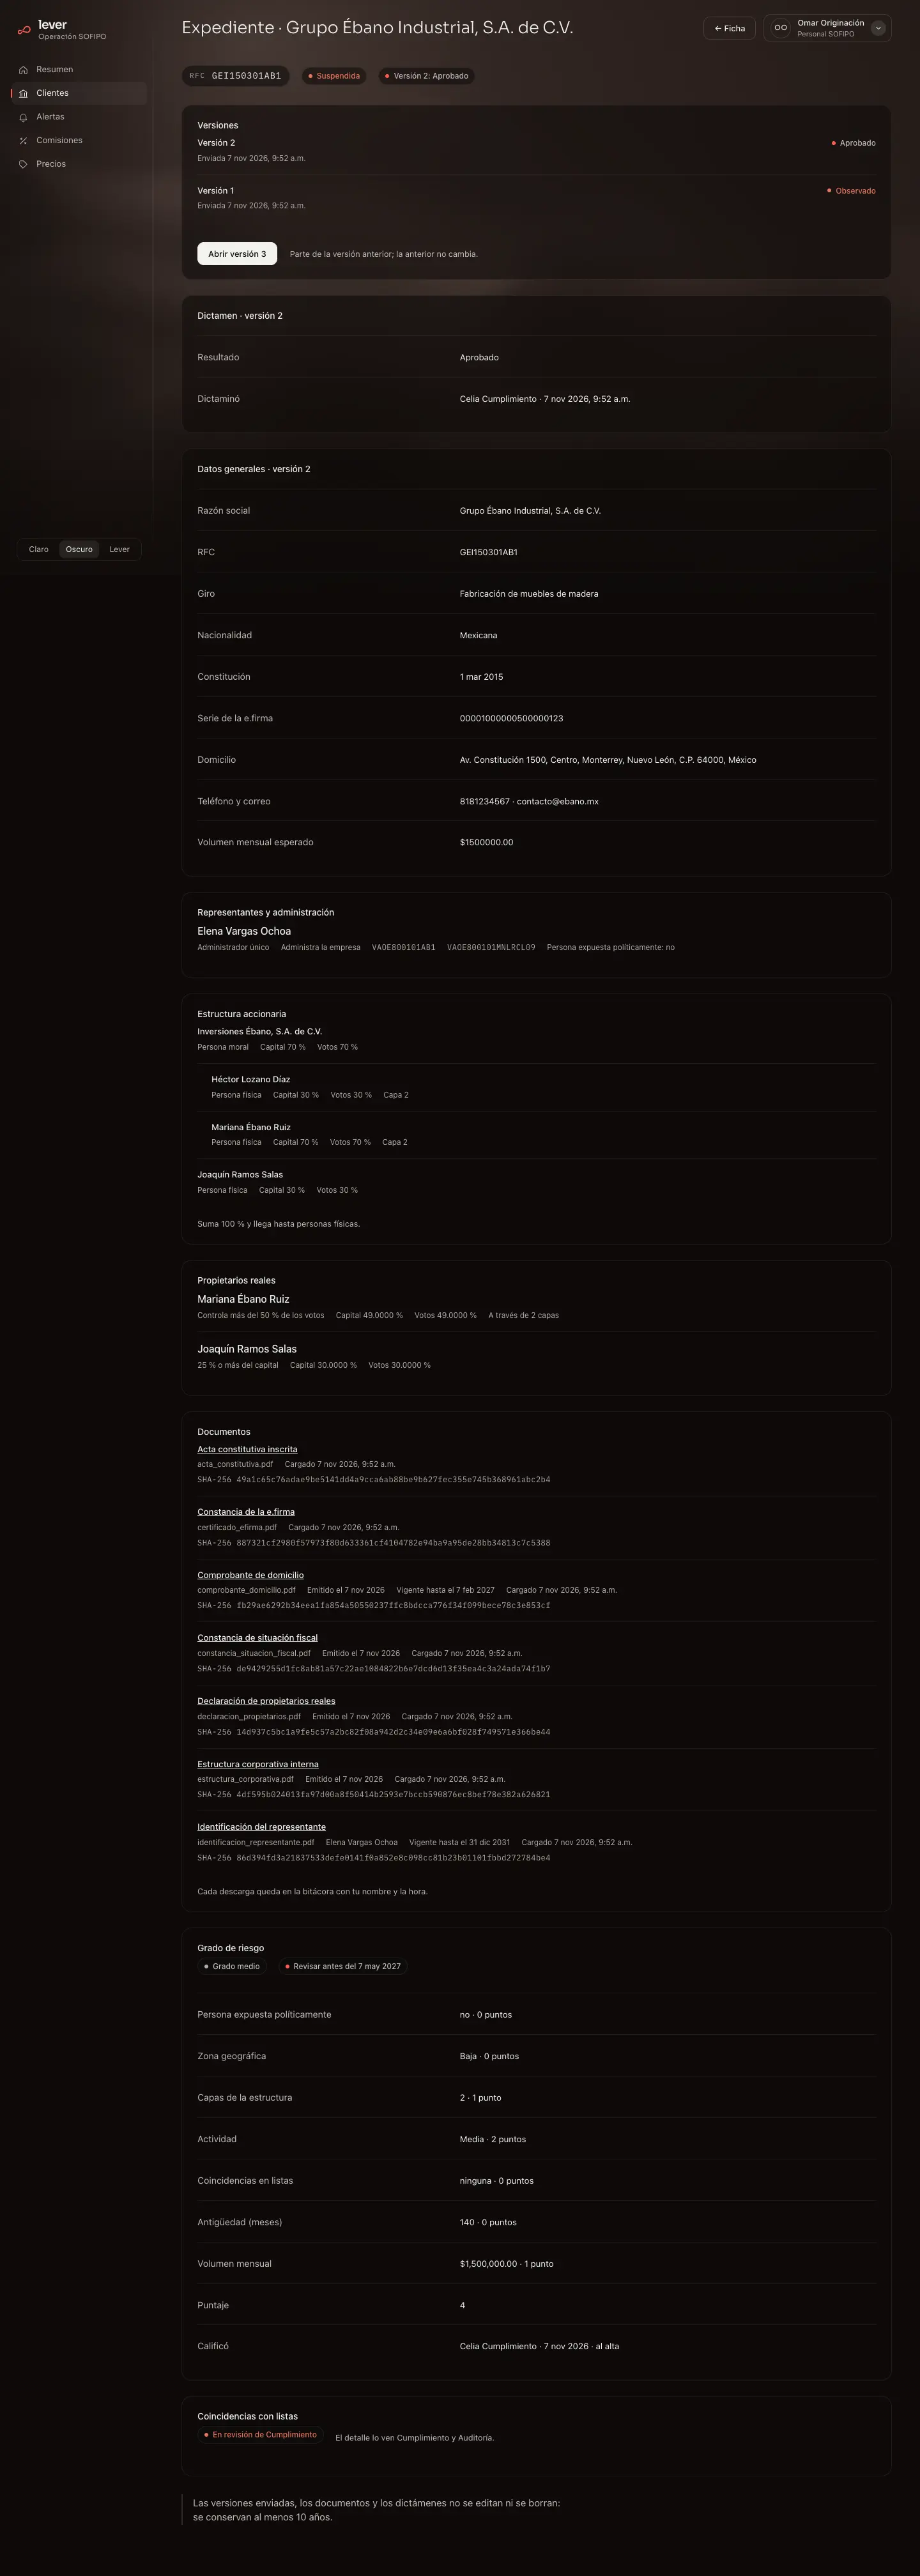 lever
Operación SOFIPO
Resumen
Clientes
Alertas
Comisiones
Precios
Claro Oscuro Lever
Expediente · Grupo Ébano Industrial, S.A. de C.V.
← Ficha
OO
Omar Originación
Personal SOFIPO
RFC GEI150301AB1
Suspendida
Versión 2: Aprobado
Versiones
Versión 2
Aprobado
Enviada 7 nov 2026, 9:52 a.m.
Versión 1
Observado
Enviada 7 nov 2026, 9:52 a.m.
Abrir versión 3
Parte de la versión anterior; la anterior no cambia.
Dictamen · versión 2
Resultado Aprobado
Dictaminó Celia Cumplimiento · 7 nov 2026, 9:52 a.m.
Datos generales · versión 2
Razón social Grupo Ébano Industrial, S.A. de C.V.
RFC GEI150301AB1
Giro Fabricación de muebles de madera
Nacionalidad Mexicana
Constitución 1 mar 2015
Serie de la e.firma 00001000000500000123
Domicilio Av. Constitución 1500, Centro, Monterrey, Nuevo León, C.P. 64000, México
Teléfono y correo 8181234567 · contacto@ebano.mx
Volumen mensual esperado $1500000.00
Representantes y administración
Elena Vargas Ochoa
Administrador único Administra la empresa VAOE800101AB1 VAOE800101MNLRCL09 Persona expuesta políticamente: no
Estructura accionaria
Inversiones Ébano, S.A. de C.V.
Persona moral Capital 70 % Votos 70 %
Héctor Lozano Díaz
Persona física Capital 30 % Votos 30 % Capa 2
Mariana Ébano Ruiz
Persona física Capital 70 % Votos 70 % Capa 2
Joaquín Ramos Salas
Persona física Capital 30 % Votos 30 %
Suma 100 % y llega hasta personas físicas.
Propietarios reales
Mariana Ébano Ruiz
Controla más del 50 % de los votos Capital 49.0000 % Votos 49.0000 % A través de 2 capas
Joaquín Ramos Salas
25 % o más del capital Capital 30.0000 % Votos 30.0000 %
Documentos
Acta constitutiva inscrita
acta_constitutiva.pdf Cargado 7 nov 2026, 9:52 a.m.
SHA-256 49a1c65c76adae9be5141dd4a9cca6ab88be9b627fec355e745b368961abc2b4
Constancia de la e.firma
certificado_efirma.pdf Cargado 7 nov 2026, 9:52 a.m.
SHA-256 887321cf2980f57973f80d633361cf4104782e94ba9a95de28bb34813c7c5388
Comprobante de domicilio
comprobante_domicilio.pdf Emitido el 7 nov 2026 Vigente hasta el 7 feb 2027 Cargado 7 nov 2026, 9:52 a.m.
SHA-256 fb29ae6292b34eea1fa854a50550237ffc8bdcca776f34f099bece78c3e853cf
Constancia de situación fiscal
constancia_situacion_fiscal.pdf Emitido el 7 nov 2026 Cargado 7 nov 2026, 9:52 a.m.
SHA-256 de9429255d1fc8ab81a57c22ae1084822b6e7dcd6d13f35ea4c3a24ada74f1b7
Declaración de propietarios reales
declaracion_propietarios.pdf Emitido el 7 nov 2026 Cargado 7 nov 2026, 9:52 a.m.
SHA-256 14d937c5bc1a9fe5c57a2bc82f08a942d2c34e09e6a6bf028f749571e366be44
Estructura corporativa interna
estructura_corporativa.pdf Emitido el 7 nov 2026 Cargado 7 nov 2026, 9:52 a.m.
SHA-256 4df595b024013fa97d00a8f50414b2593e7bccb590876ec8bef78e382a626821
Identificación del representante
identificacion_representante.pdf Elena Vargas Ochoa Vigente hasta el 31 dic 2031 Cargado 7 nov 2026, 9:52 a.m.
SHA-256 86d394fd3a21837533defe0141f0a852e8c098cc81b23b01101fbbd272784be4
Cada descarga queda en la bitácora con tu nombre y la hora.
Grado de riesgo
Grado medio
Revisar antes del 7 may 2027
Persona expuesta políticamente no · 0 puntos
Zona geográfica Baja · 0 puntos
Capas de la estructura 2 · 1 punto
Actividad Media · 2 puntos
Coincidencias en listas ninguna · 0 puntos
Antigüedad (meses) 140 · 0 puntos
Volumen mensual $1,500,000.00 · 1 punto
Puntaje 4
Calificó Celia Cumplimiento · 7 nov 2026 · al alta
Coincidencias con listas
En revisión de Cumplimiento
El detalle lo ven Cumplimiento y Auditoría.
Las versiones enviadas, los documentos y los dictámenes no se editan ni se borran:
se conservan al menos 10 años.